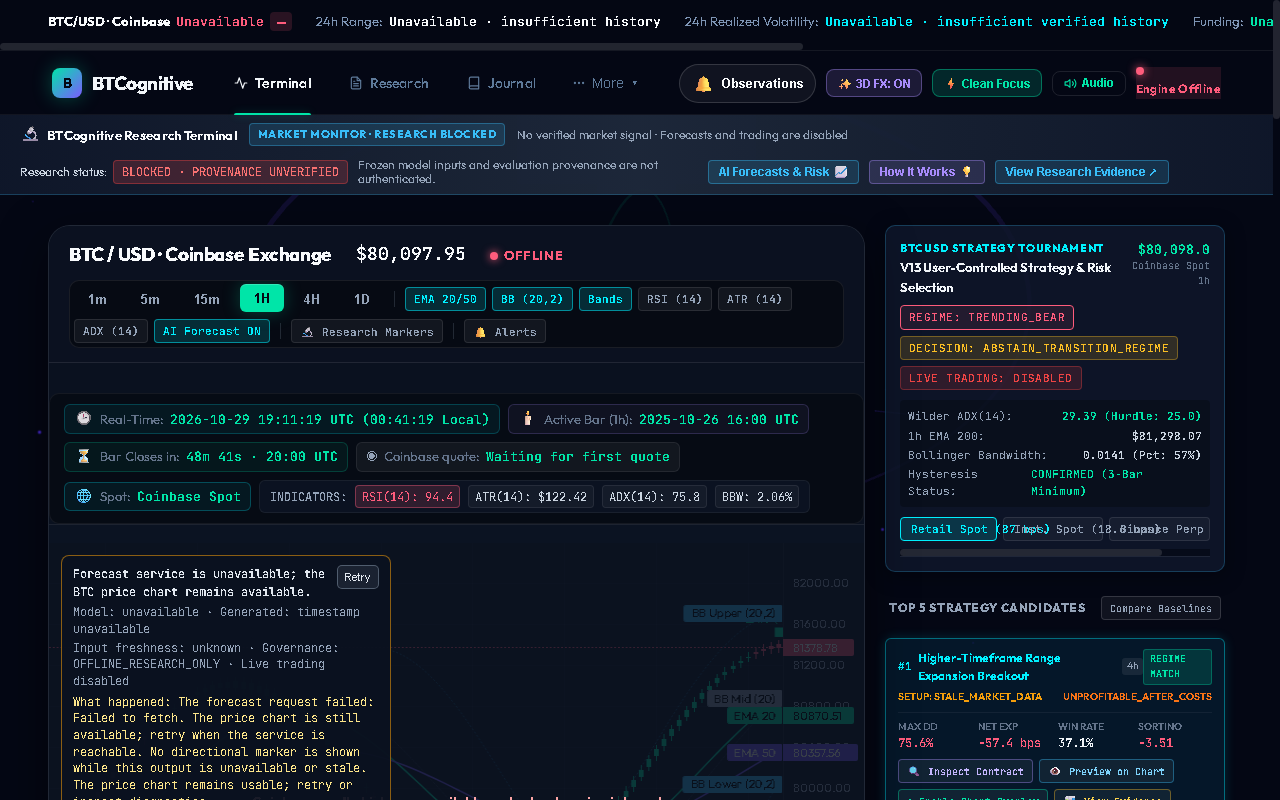 BTC/USD · Coinbase Unavailable — 24h Range: Unavailable · insufficient history 24h Realized Volatility: Unavailable · insufficient verified history Funding: Una
B BTCognitive Terminal Research Journal ··· More ▾ Observations ✨ 3D FX: ON ⚡ Clean Focus Audio Engine Offline
BTCognitive Research Terminal MARKET MONITOR · RESEARCH BLOCKED No verified market signal · Forecasts and trading are disabled
Research status: BLOCKED · PROVENANCE UNVERIFIED Frozen model inputs and evaluation provenance are not
authenticated.
AI Forecasts & Risk How It Works View Research Evidence ↗
BTC / USD · Coinbase Exchange $80,097.95 OFFLINE
1m 5m 15m 1H 4H 1D EMA 20/50 BB (20,2) Bands RSI (14) ATR (14)
ADX (14) AI Forecast ON Research Markers Alerts
Real-Time: 2026-10-29 19:11:19 UTC (00:41:19 Local) Active Bar (1h): 2025-10-26 16:00 UTC
Bar Closes in: 48m 41s · 20:00 UTC Coinbase quote: Waiting for first quote
Spot: Coinbase Spot INDICATORS: RSI(14): 94.4 ATR(14): $122.42 ADX(14): 75.8 BBW: 2.06%
Forecast service is unavailable; the
BTC price chart remains available.
Retry
Model: unavailable · Generated: timestamp
unavailable
Input freshness: unknown · Governance:
OFFLINE_RESEARCH_ONLY · Live trading
disabled
What happened: The forecast request failed:
Failed to fetch. The price chart is still
available; retry when the service is
reachable. No directional marker is shown
while this output is unavailable or stale.
The price chart remains usable; retry or
82000.00
BB Upper (20,2)
81600.00
81378.78
81200.00
BB Mid (20)
80800.00
EMA 20 80870.51
EMA 50 80357.56
BB Lower (20,2) 80000.00
BTCUSD STRATEGY TOURNAMENT $80,098.0
V13 User-Controlled Strategy & Risk
Selection
Coinbase Spot
1h
REGIME: TRENDING_BEAR
DECISION: ABSTAIN_TRANSITION_REGIME
LIVE TRADING: DISABLED
Wilder ADX(14): 29.39 (Hurdle: 25.0)
1h EMA 200: $81,298.07
Bollinger Bandwidth: 0.0141 (Pct: 57%)
Hysteresis
Status:
CONFIRMED (3-Bar
Minimum)
Retail Spot Spot Perp
TOP 5 STRATEGY CANDIDATES Compare Baselines
#1 Higher-Timeframe Range
Expansion Breakout
4h REGIME
MATCH
SETUP: STALE_MARKET_DATA UNPROFITABLE_AFTER_COSTS
MAX DD NET EXP WIN RATE SORTINO
75.6% -57.4 bps 37.1% -3.51
Inspect Contract Preview on Chart